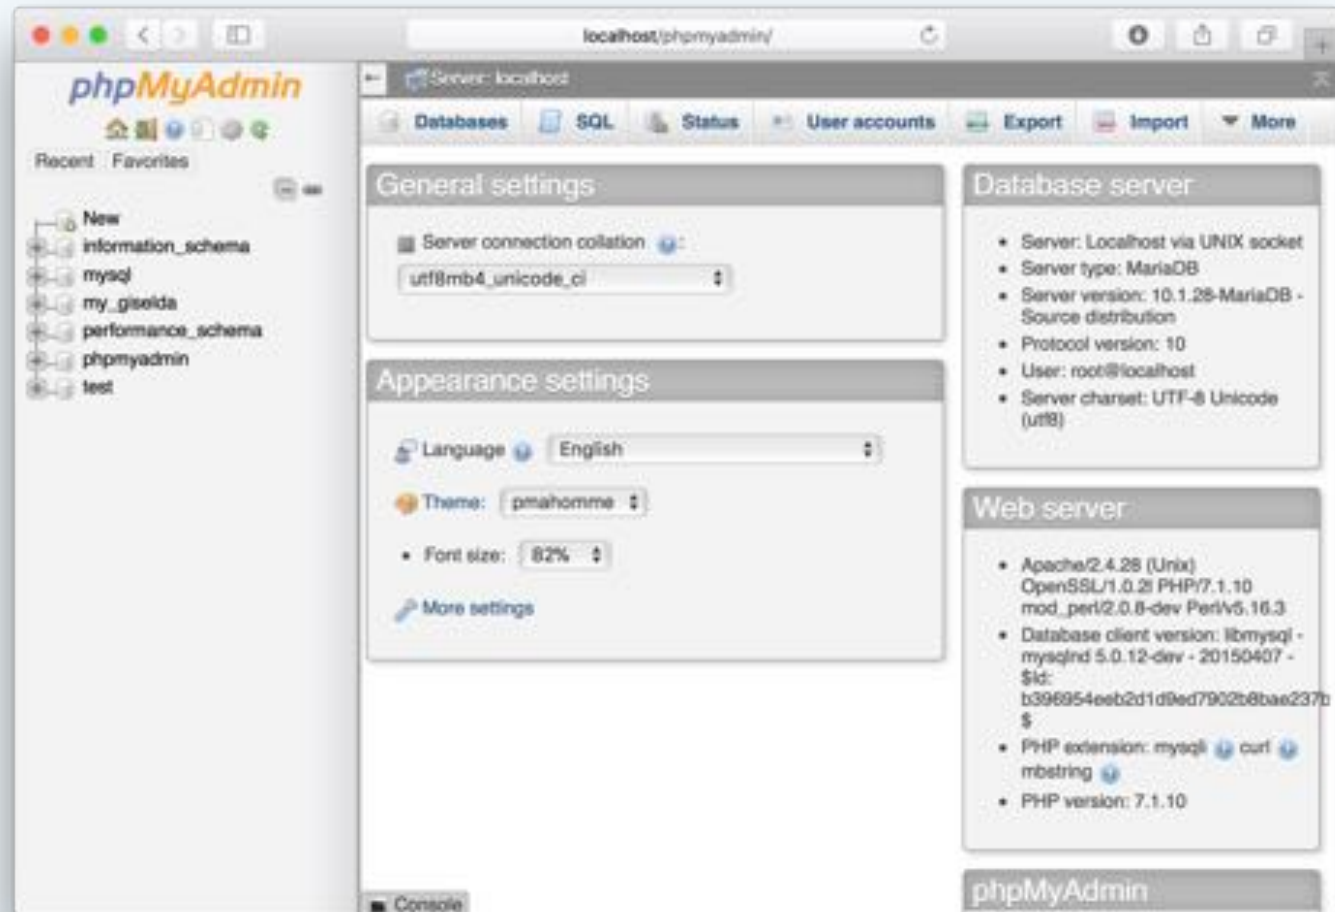 localhost/phpmyadmin/
phpMyAdmin
Recent Favorites
New
information_schema
mysql
my_giselda
performance_schema
phpmyadmin
test
Server: localhost
Databases SQL Status User accounts Export Import More
General settings
Server connection collation :
utf8mb4_unicode_ci
Appearance settings
Language English
Theme: pmahomme
Font size: 82%
More settings
Console
Database server
Server: Localhost via UNIX socket
Server type: MariaDB
Server version: 10.1.28-MariaDB -
Source distribution
Protocol version: 10
User: root@localhost
Server charset: UTF-8 Unicode
(utf8)
Web server
Apache/2.4.28 (Unix)
OpenSSL/1.0.2l PHP/7.1.10
mod_perl/2.0.8-dev Perl/v5.16.3
Database client version: libmysql -
mysqlnd 5.0.12-dev - 20150407 -
$Id:
b396954eeb2d1d9ed7902b8bae237b
$
PHP extension: mysqli curl
mbstring
PHP version: 7.1.10
phpMyAdmin